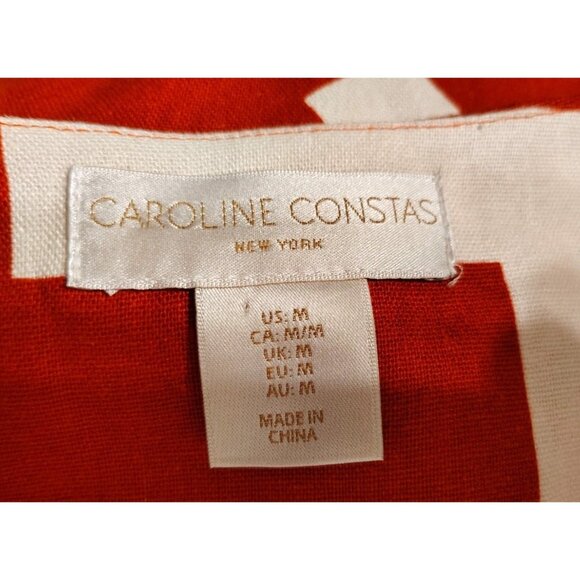 CAROLINE CONSTAS
NEW YORK
US: M
CA: M/M
UK: M
EU: M
AU: M
MADE IN
CHINA